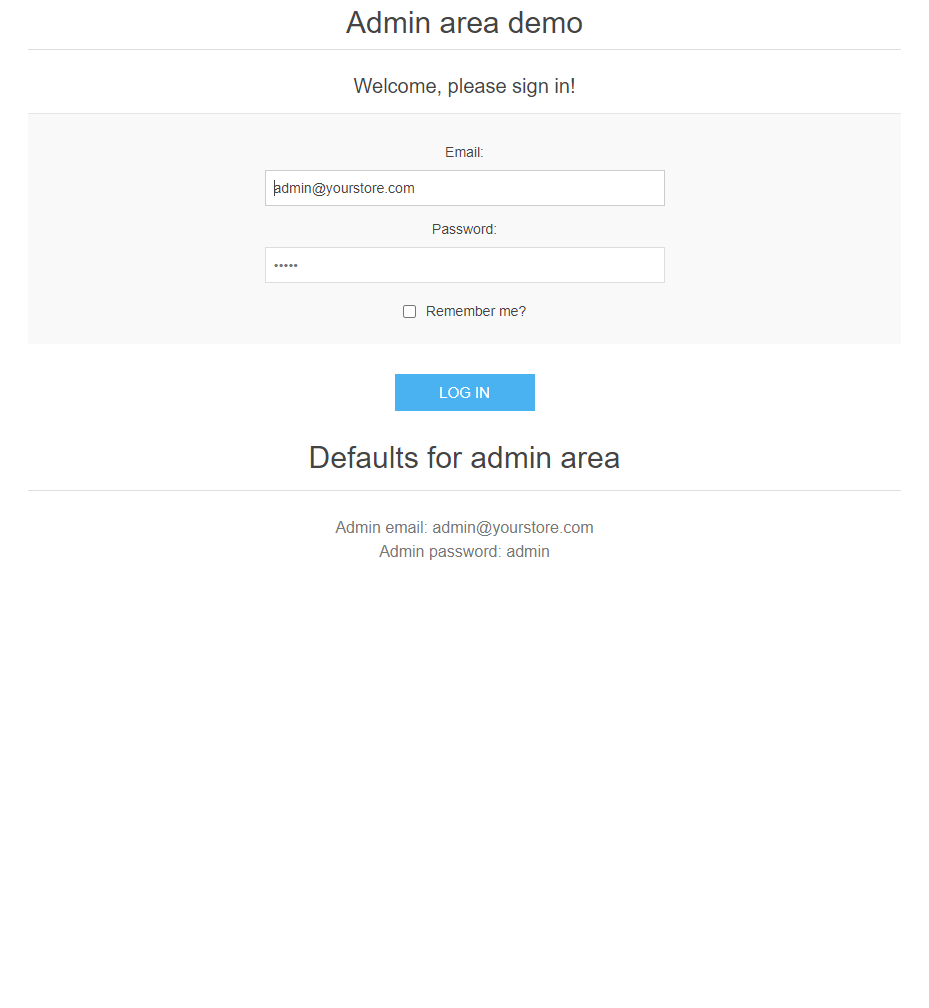 Admin area demo
Welcome, please sign in!
Email:
admin@yourstore.com
Password:
•••••
Remember me?
LOG IN
Defaults for admin area
Admin email: admin@yourstore.com
Admin password: admin